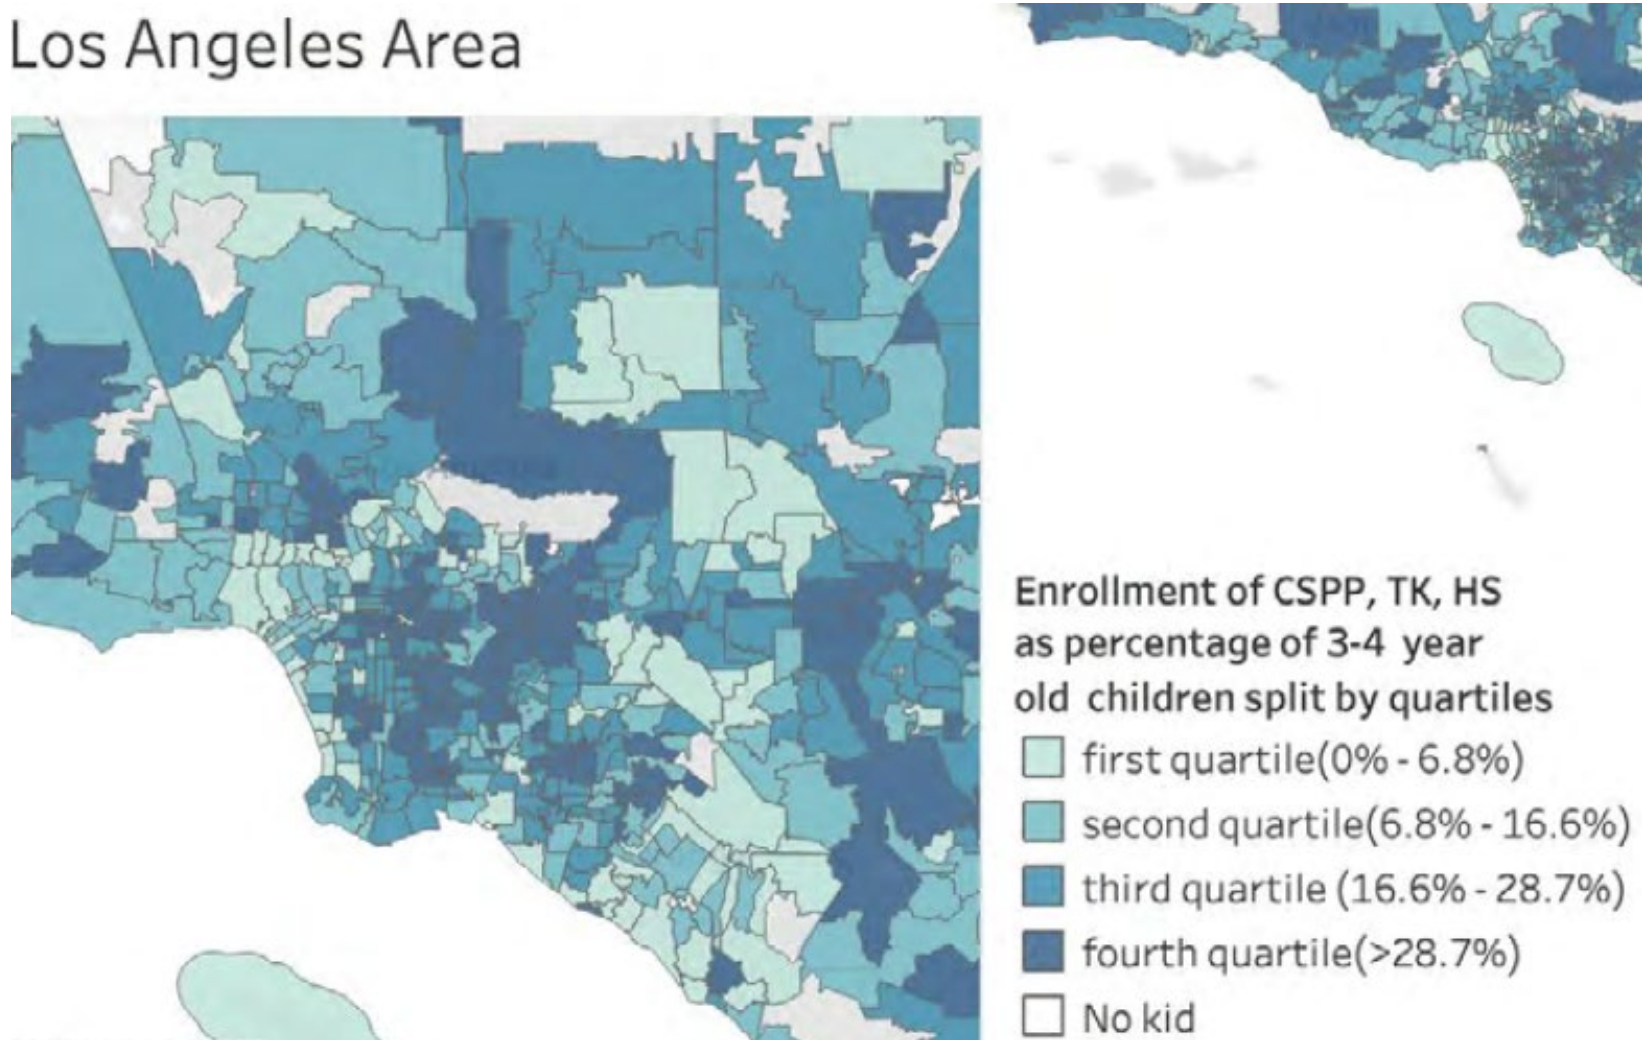 Los Angeles Area
Enrollment of CSPP, TK, HS
as percentage of 3-4 year
old children split by quartiles
first quartile(0% - 6.8%)
second quartile(6.8% - 16.6%)
third quartile (16.6% - 28.7%)
fourth quartile(>28.7%)
No kid